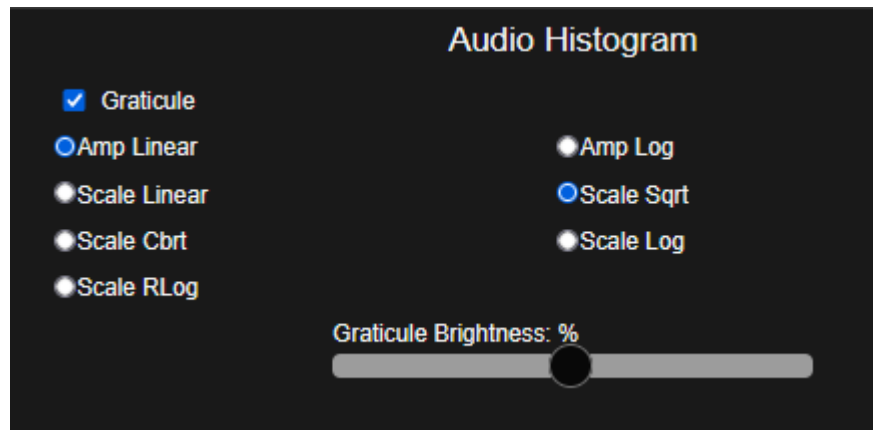 Audio Histogram
Graticule
Amp Linear
Amp Log
Scale Linear
Scale Sqrt
Scale Cbrt
Scale Log
Scale RLog
Graticule Brightness: %